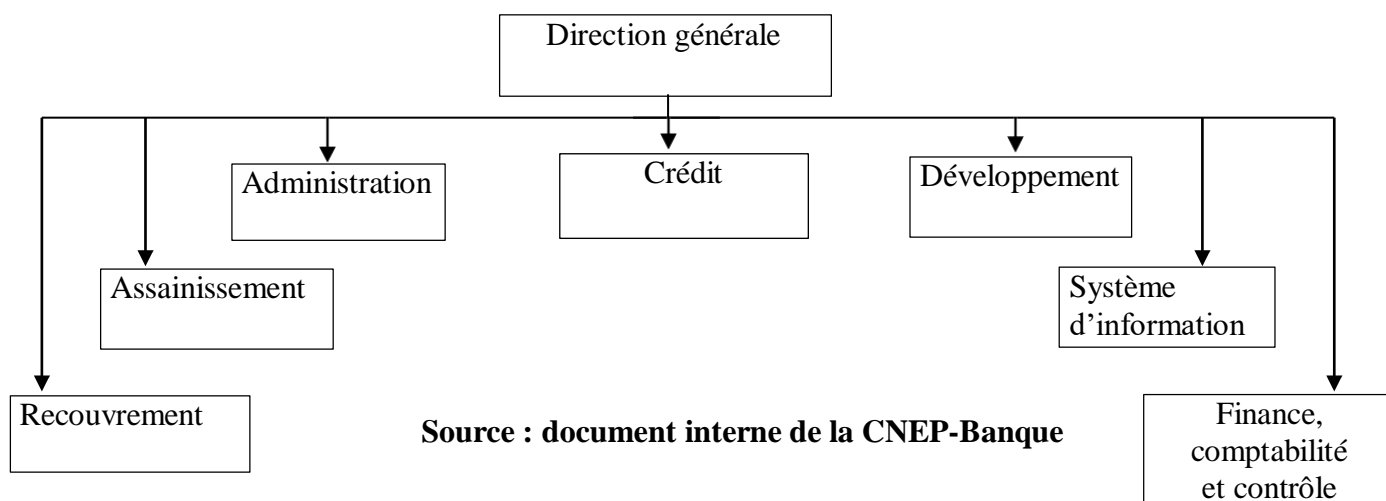 Direction générale
Administration
Crédit
Développement
Assainissement
Système
d’information
Recouvrement
Finance,
comptabilité
et contrôle
Source : document interne de la CNEP-Banque